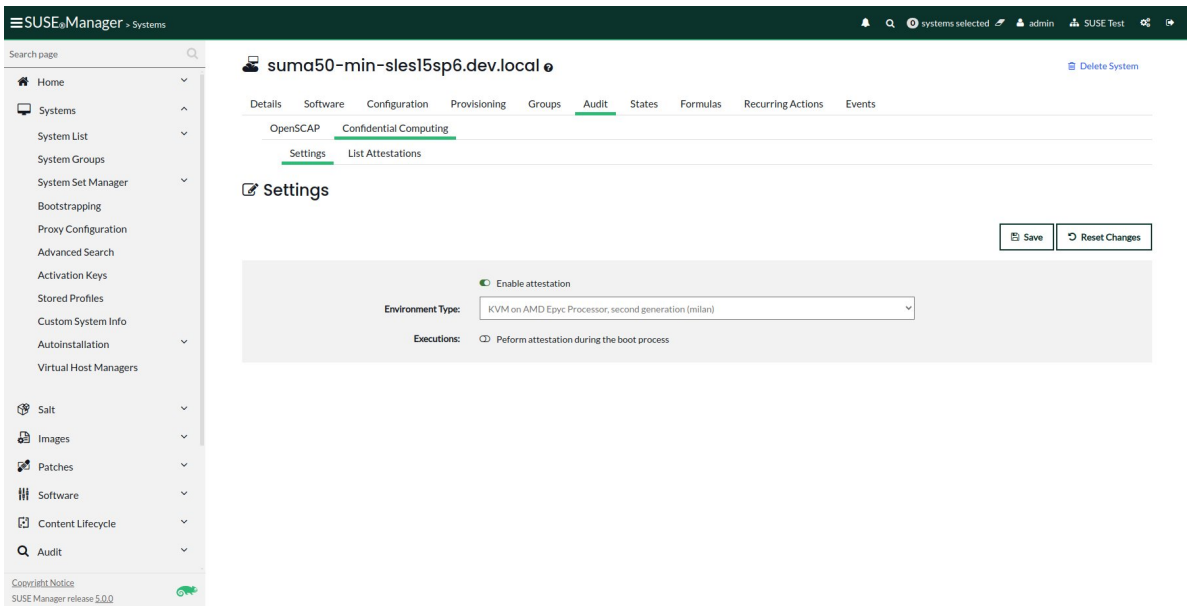 SUSE®Manager > Systems
0 systems selected admin SUSE Test
Search page
Home
Systems
System List
System Groups
System Set Manager
Bootstrapping
Proxy Configuration
Advanced Search
Activation Keys
Stored Profiles
Custom System Info
Autoinstallation
Virtual Host Managers
Salt
Images
Patches
Software
Content Lifecycle
Audit
Copyright Notice
SUSE Manager release 5.0.0
suma50-min-sles15sp6.dev.local
Delete System
Details Software Configuration Provisioning Groups Audit States Formulas Recurring Actions Events
OpenSCAP Confidential Computing
Settings List Attestations
Settings
Save Reset Changes
Enable attestation
Environment Type: KVM on AMD Epyc Processor, second generation (milan)
Executions: Peform attestation during the boot process